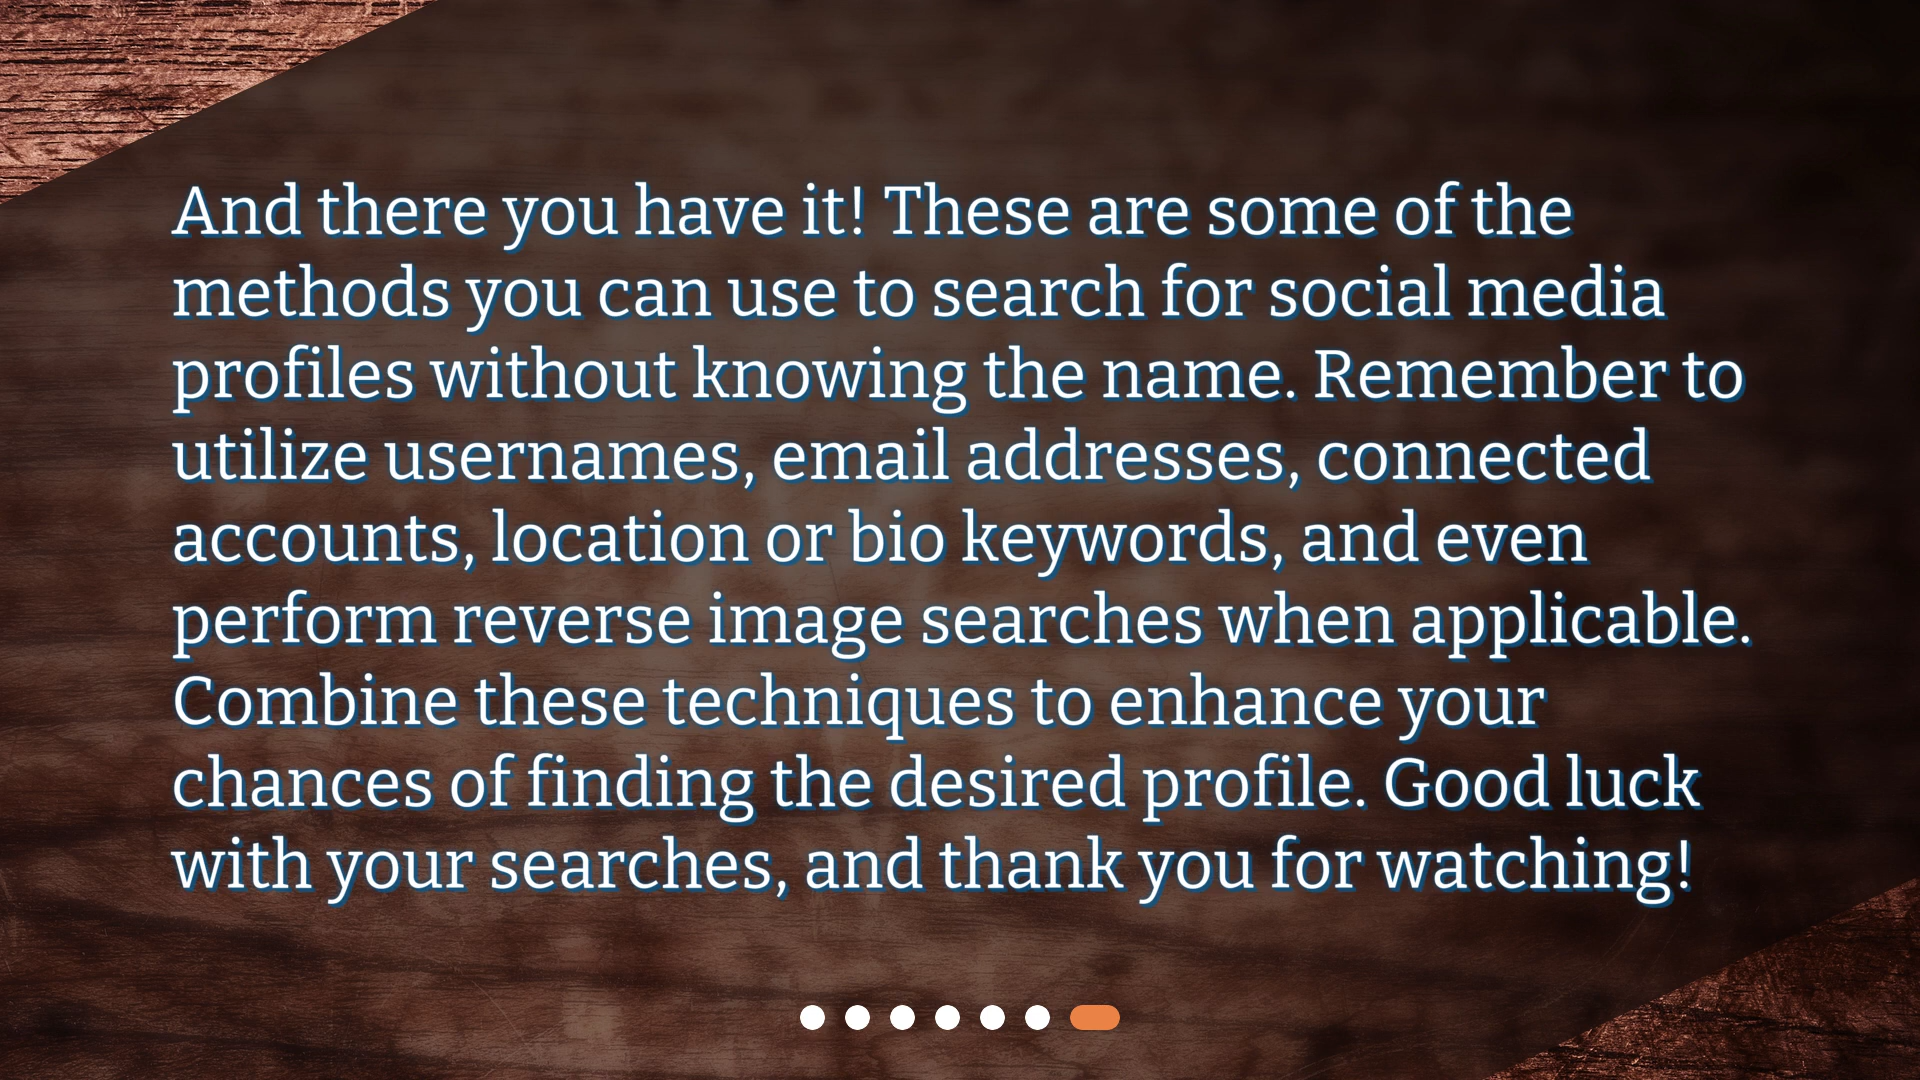 And there you have it! These are some of the
methods you can use to search for social media
profiles without knowing the name. Remember to
utilize usernames, email addresses, connected
accounts, location or bio keywords, and even
perform reverse image searches when applicable.
Combine these techniques to enhance your
chances of finding the desired profile. Good luck
with your searches, and thank you for watching!